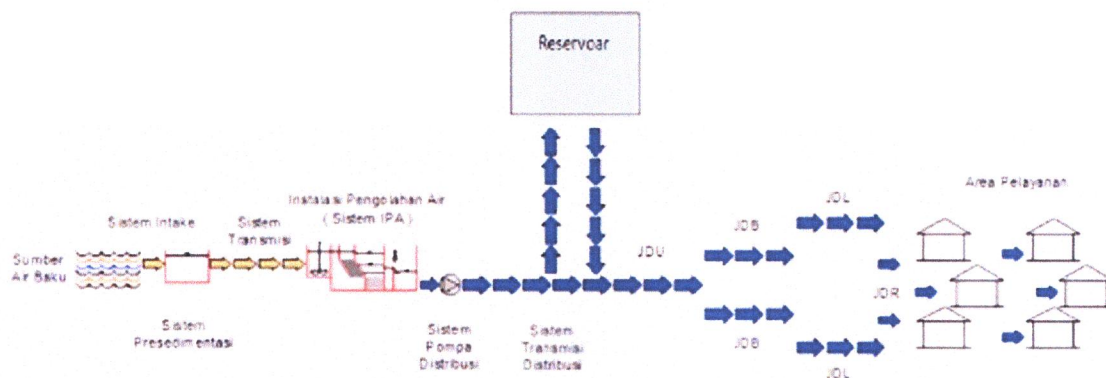 Reservoar
Area Pelayanan
Instalasi Pengolahan Air
( Sistem IPA )
Sistem Intake
Sistem
Transmisi
Sumber
Air Baku
Sistem
Presedimentasi
Sistem
Pompa
Distribusi
Sistem
Transmisi
Distribusi
JDU
JDB
JDL
JDR
JDB
JDL